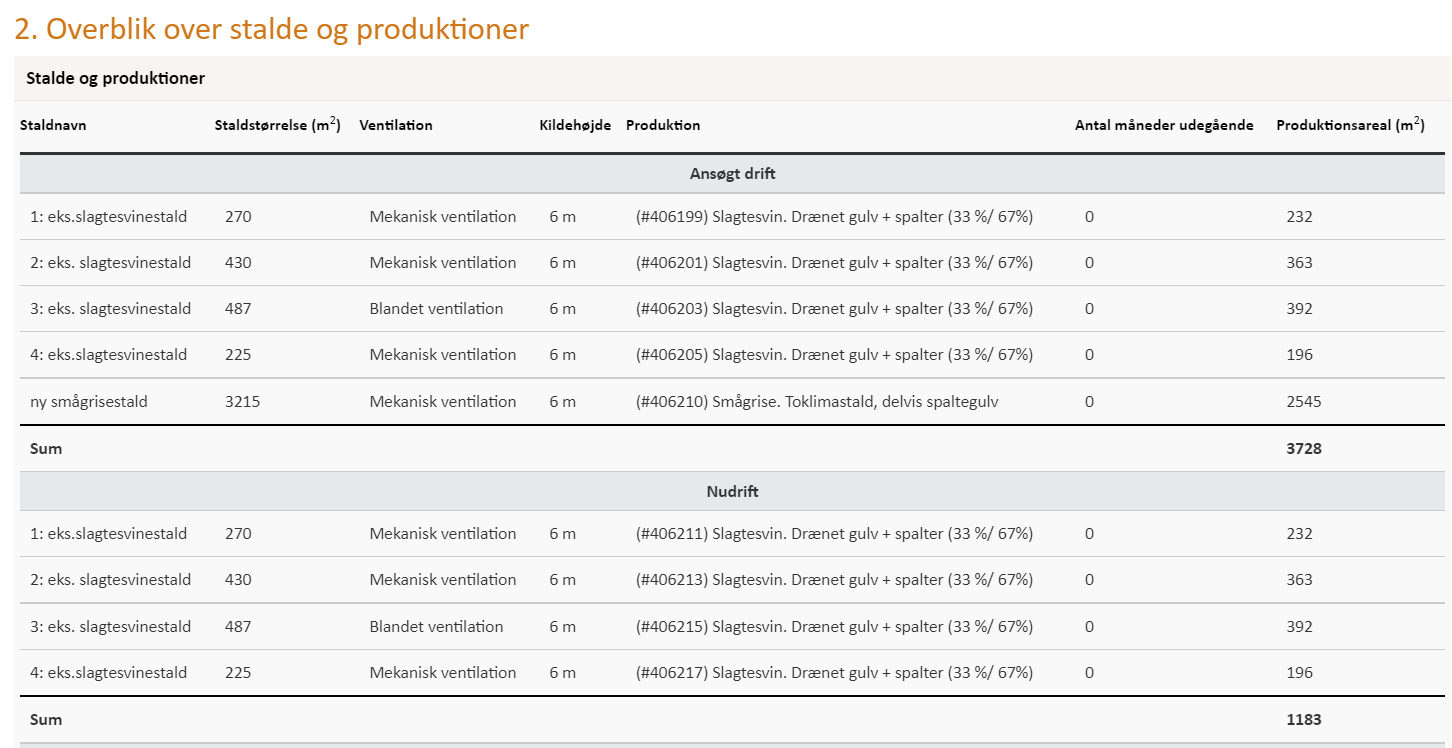 2. Overblik over stalde og produktioner
Stalde og produktioner
Staldnavn Staldstørrelse (m²) Ventilation Kildehøjde Produktion Antal måneder udegående Produktionsareal (m²)
Ansøgt drift
1: eks.slagtesvinestald 270 Mekanisk ventilation 6 m (#406199) Slagtesvin. Drænet gulv + spalter (33 %/ 67%) 0 232
2: eks. slagtesvinestald 430 Mekanisk ventilation 6 m (#406201) Slagtesvin. Drænet gulv + spalter (33 %/ 67%) 0 363
3: eks. slagtesvinestald 487 Blandet ventilation 6 m (#406203) Slagtesvin. Drænet gulv + spalter (33 %/ 67%) 0 392
4: eks.slagtesvinestald 225 Mekanisk ventilation 6 m (#406205) Slagtesvin. Drænet gulv + spalter (33 %/ 67%) 0 196
ny smågrisestald 3215 Mekanisk ventilation 6 m (#406210) Smågrise. Toklimastald, delvis spaltegulv 0 2545
Sum 3728
Nudrift
1: eks.slagtesvinestald 270 Mekanisk ventilation 6 m (#406211) Slagtesvin. Drænet gulv + spalter (33 %/ 67%) 0 232
2: eks. slagtesvinestald 430 Mekanisk ventilation 6 m (#406213) Slagtesvin. Drænet gulv + spalter (33 %/ 67%) 0 363
3: eks. slagtesvinestald 487 Blandet ventilation 6 m (#406215) Slagtesvin. Drænet gulv + spalter (33 %/ 67%) 0 392
4: eks.slagtesvinestald 225 Mekanisk ventilation 6 m (#406217) Slagtesvin. Drænet gulv + spalter (33 %/ 67%) 0 196
Sum 1183